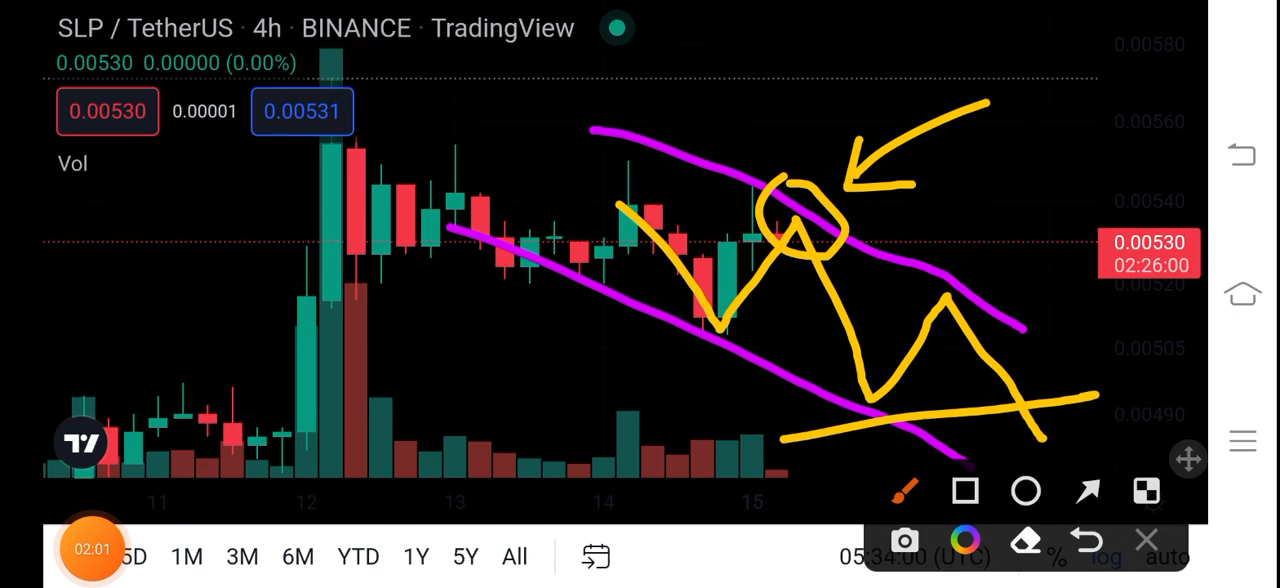 SLP / TetherUS · 4h · BINANCE · TradingView
0.00530 0.00000 (0.00%)
0.00530 0.00001 0.00531
Vol
0.00580
0.00560
0.00540
0.00530
02:26:00
0.00520
0.00505
0.00490
11 12 13 14 15
02:01
5D 1M 3M 6M YTD 1Y 5Y All 05:34:00 (UTC) % log auto